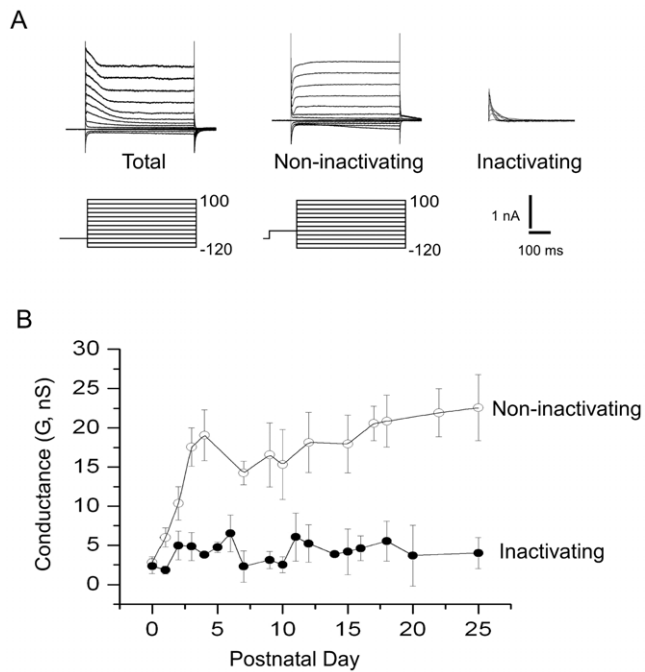 A
Total
Non-inactivating
Inactivating
100
-120
100
-120
1 nA
100 ms
B
Conductance (G, nS)
30
25
20
15
10
5
0
Non-inactivating
Inactivating
0 5 10 15 20 25
Postnatal Day